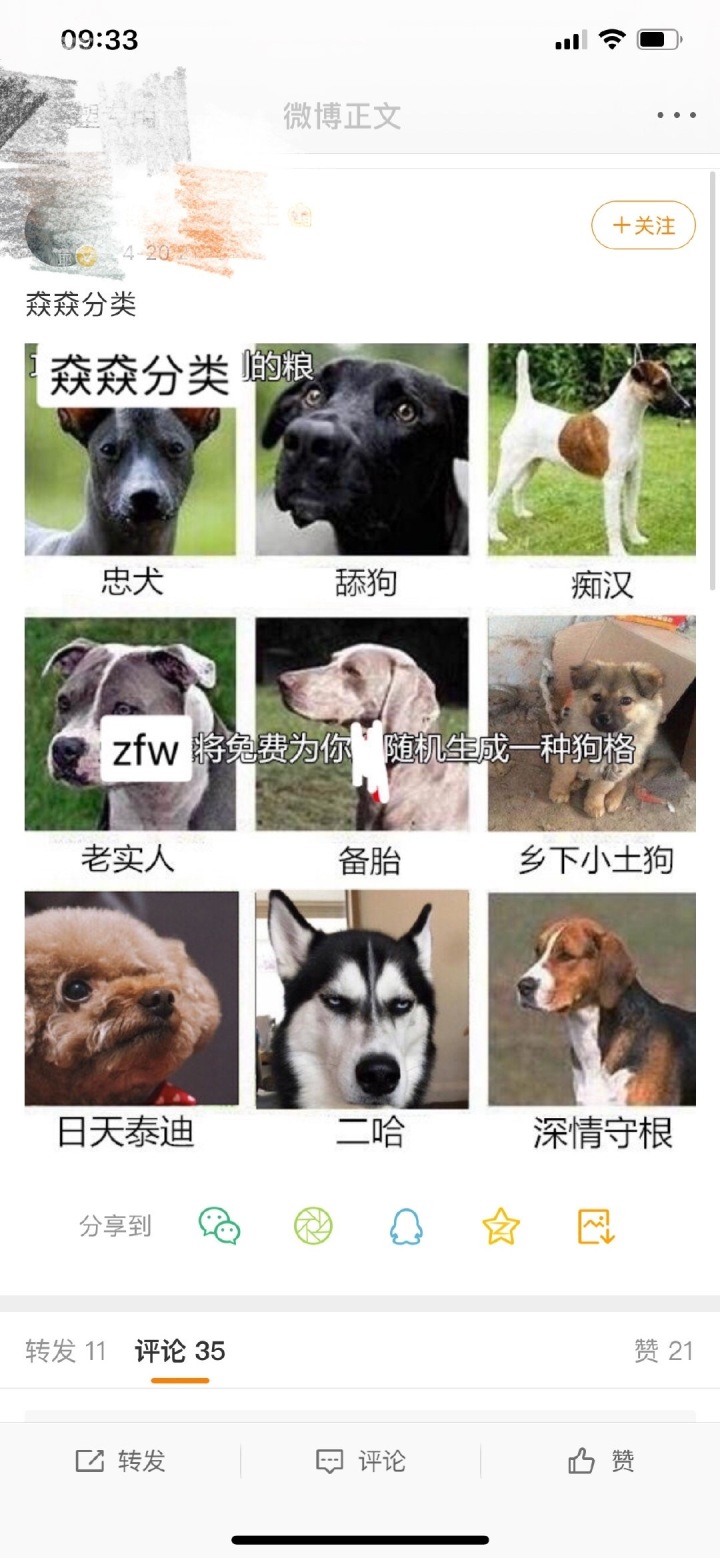 09:33
微博正文
4-20
+关注
猋猋分类
猋猋分类
的粮
忠犬
舔狗
痴汉
zfw
将免费为你
随机生成一种狗格
老实人
备胎
乡下小土狗
日天泰迪
二哈
深情守根
分享到
转发 11 评论 35 赞 21
转发 评论 赞